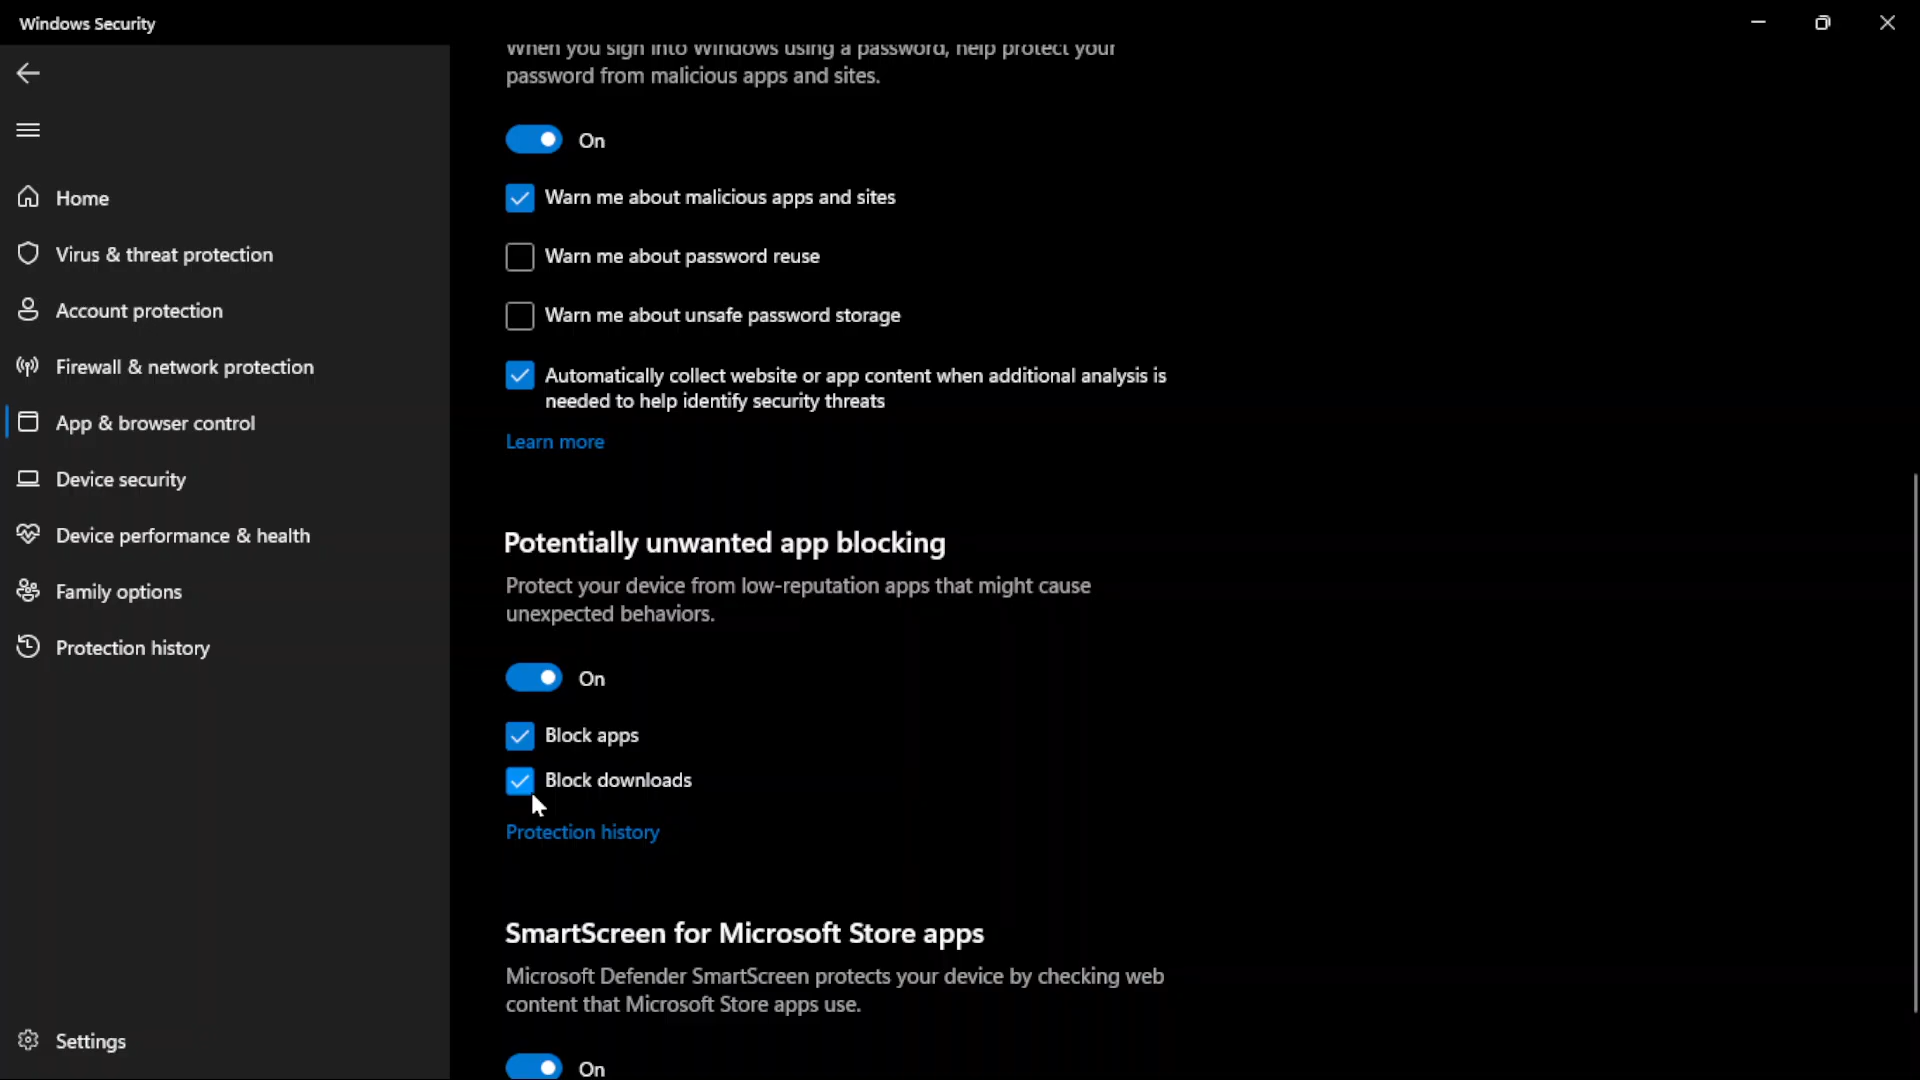 Windows Security
When you sign into Windows using a password, help protect your
password from malicious apps and sites.
On
Warn me about malicious apps and sites
Warn me about password reuse
Warn me about unsafe password storage
Automatically collect website or app content when additional analysis is
needed to help identify security threats
Learn more
Potentially unwanted app blocking
Protect your device from low-reputation apps that might cause
unexpected behaviors.
On
Block apps
Block downloads
Protection history
SmartScreen for Microsoft Store apps
Microsoft Defender SmartScreen protects your device by checking web
content that Microsoft Store apps use.
On
Home
Virus & threat protection
Account protection
Firewall & network protection
App & browser control
Device security
Device performance & health
Family options
Protection history
Settings